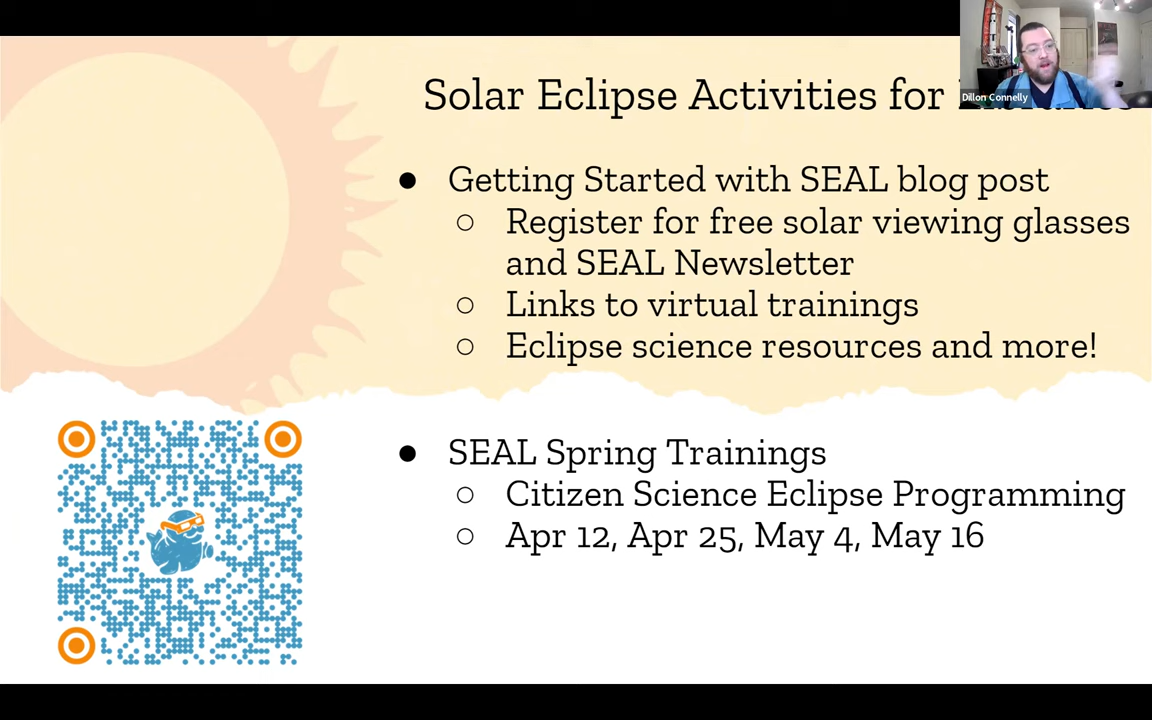 Solar Eclipse Activities for
Dillon Connelly
● Getting Started with SEAL blog post
○ Register for free solar viewing glasses
and SEAL Newsletter
○ Links to virtual trainings
○ Eclipse science resources and more!
● SEAL Spring Trainings
○ Citizen Science Eclipse Programming
○ Apr 12, Apr 25, May 4, May 16